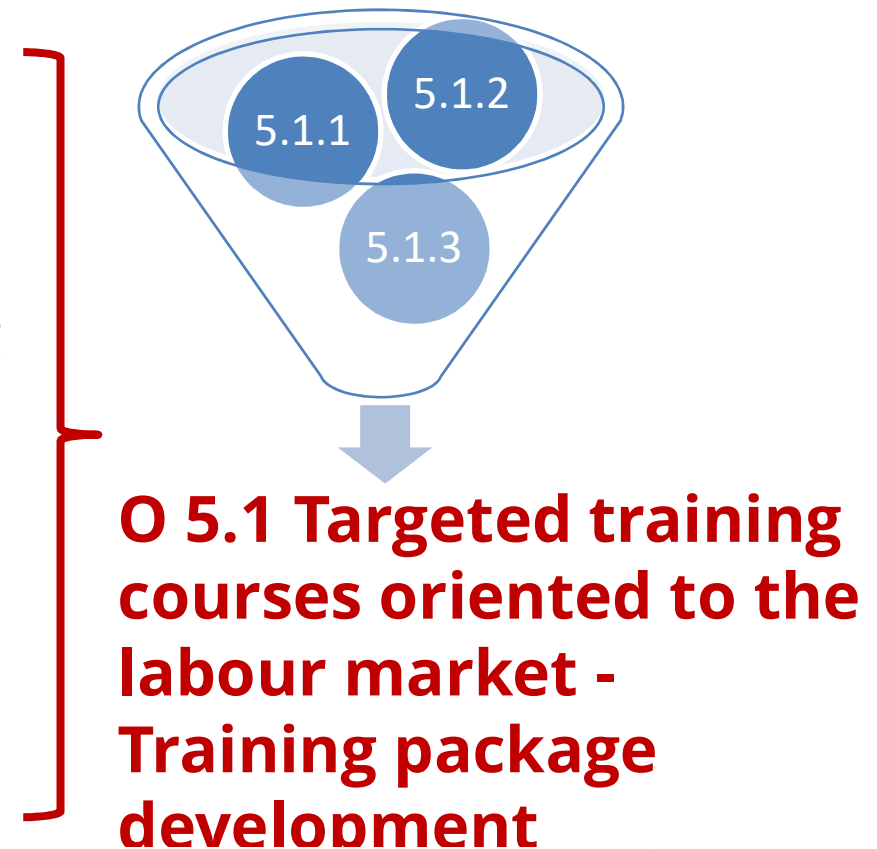 5.1.2
5.1.1
5.1.3
O 5.1 Targeted training
courses oriented to the
labour market -
Training package
development